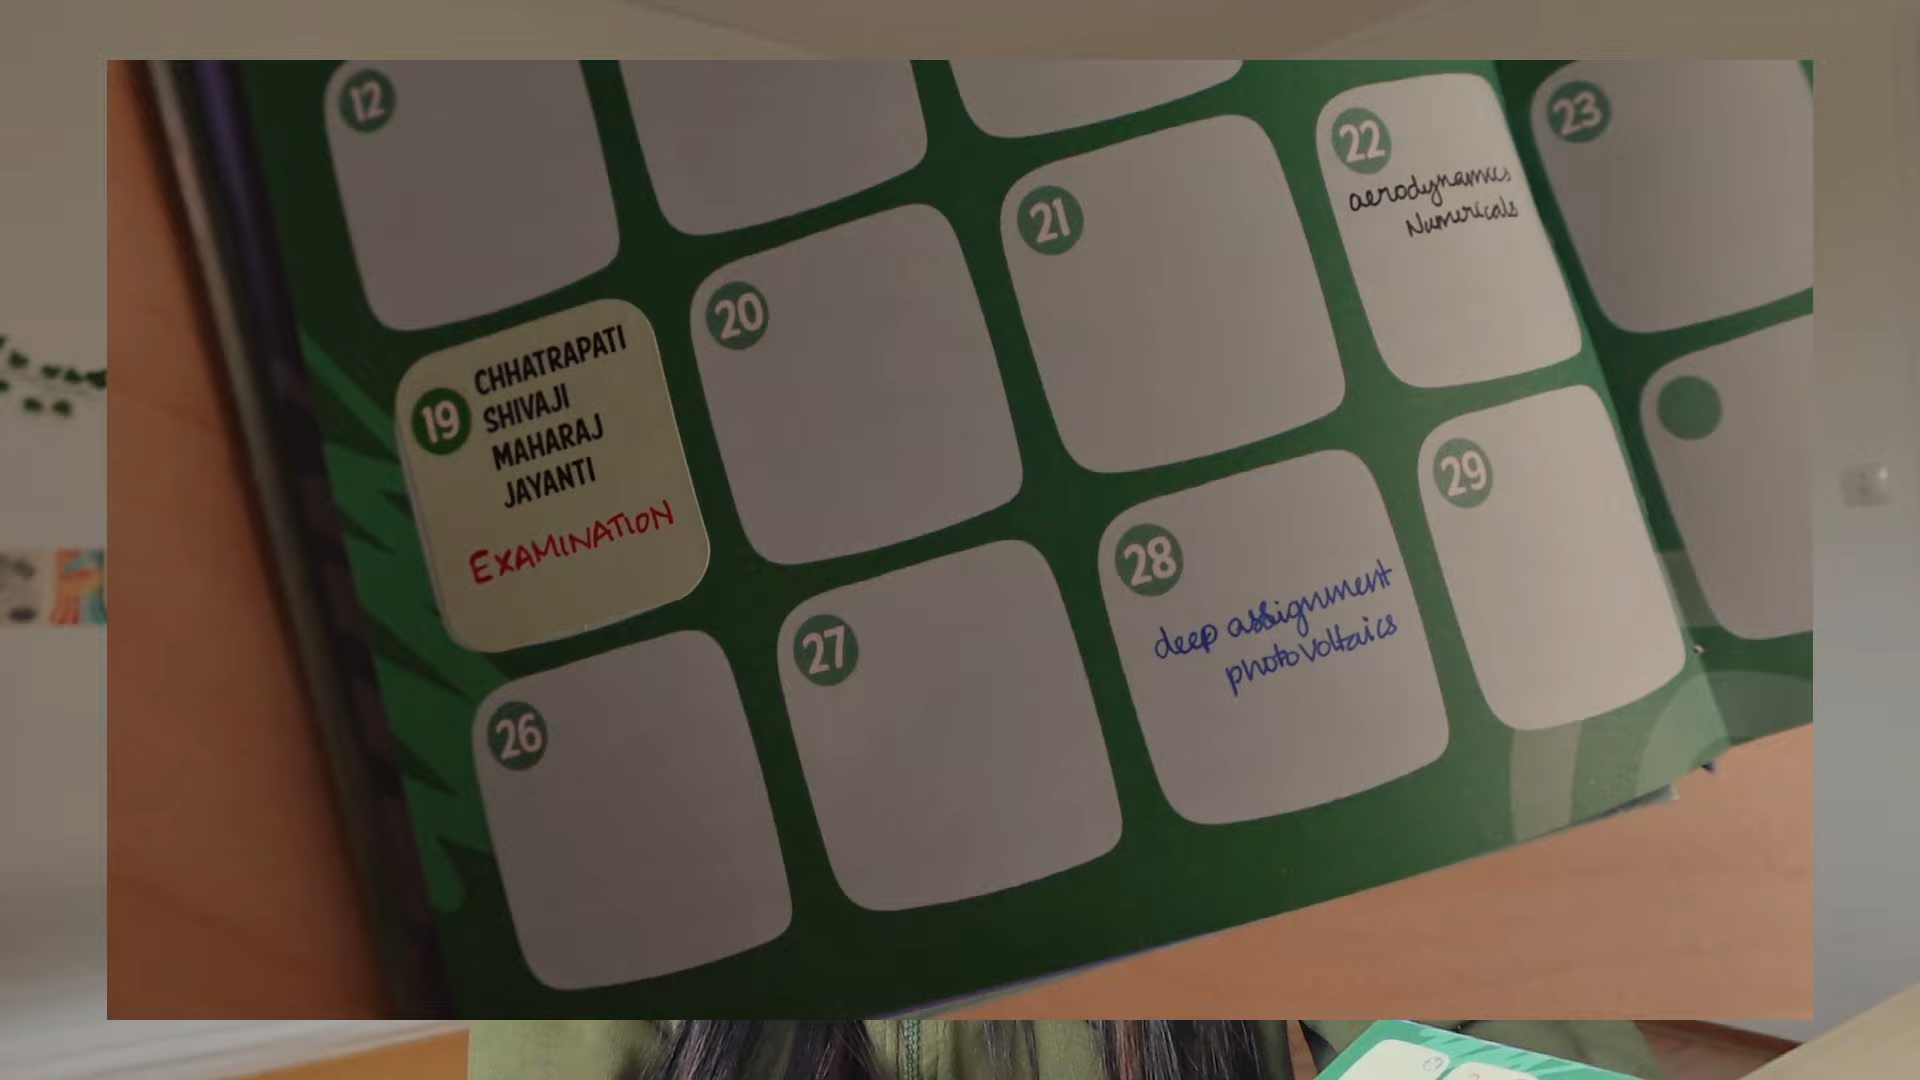 12
22
23
aerodynamics
Numericals
21
20
19
CHHATRAPATI
SHIVAJI
MAHARAJ
JAYANTI
EXAMINATION
29
28
deep assignment
photovoltaics
27
26